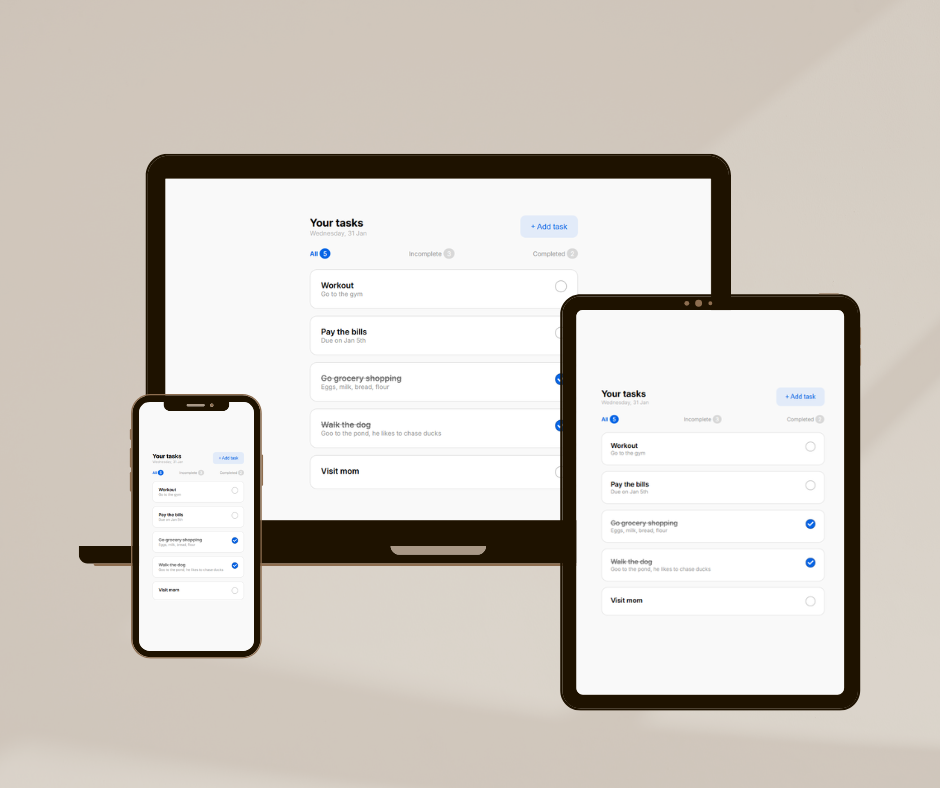 Your tasks
Wednesday, 31 Jan
+ Add task
All 5
Incomplete 3
Completed 2
Workout
Go to the gym
Pay the bills
Due on Jan 5th
Go grocery shopping
Eggs, milk, bread, flour
Walk the dog
Goo to the pond, he likes to chase ducks
Visit mom
Your tasks
Wednesday, 31 Jan
+ Add task
All 5
Incomplete 3
Completed 2
Workout
Go to the gym
Pay the bills
Due on Jan 5th
Go grocery shopping
Eggs, milk, bread, flour
Walk the dog
Goo to the pond, he likes to chase ducks
Visit mom
Your tasks
Wednesday, 31 Jan
+ Add task
All 5
Incomplete 3
Completed 2
Workout
Go to the gym
Pay the bills
Due on Jan 5th
Go grocery shopping
Eggs, milk, bread, flour
Walk the dog
Goo to the pond, he likes to chase ducks
Visit mom